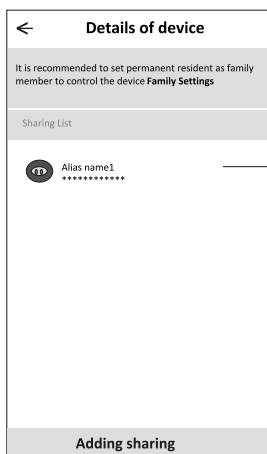 Details of device
It is recommended to set permanent resident as family
member to control the device Family Settings
Sharing List
Alias name1
************
Adding sharing